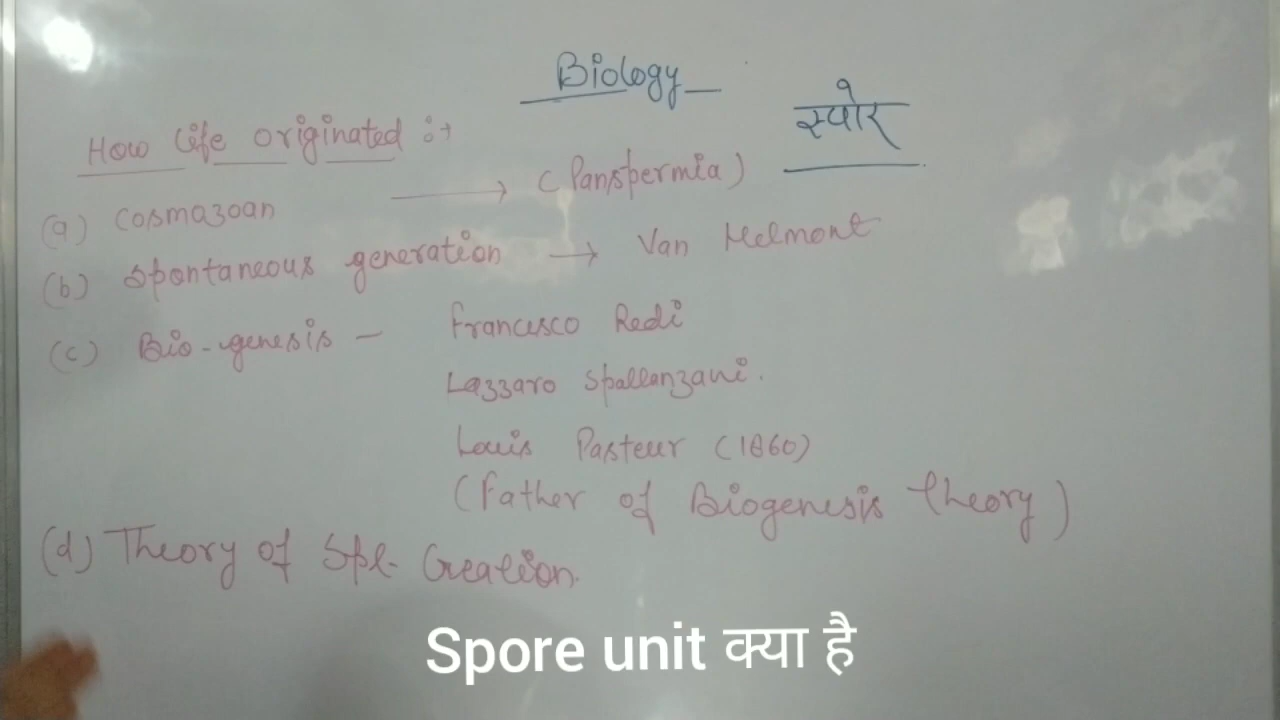 Biology
स्पोर
How life originated :→
(a) Cosmazoan → (Panspermia)
(b) Spontaneous generation → Van Helmont
(c) Bio-genesis - Francesco Redi
Lazzaro Spallanzani.
Louis Pasteur (1860)
(Father of Biogenesis theory)
(d) Theory of Spl. Creation.
Spore unit क्या है